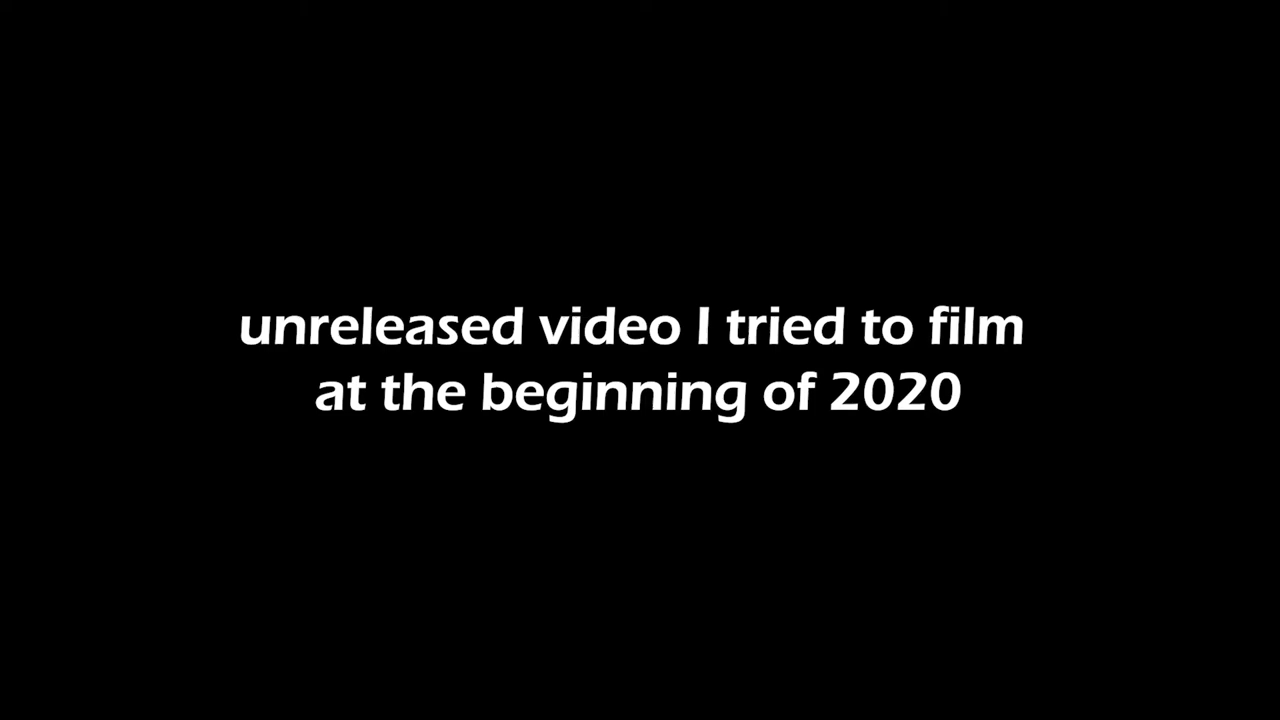 unreleased video I tried to film
at the beginning of 2020